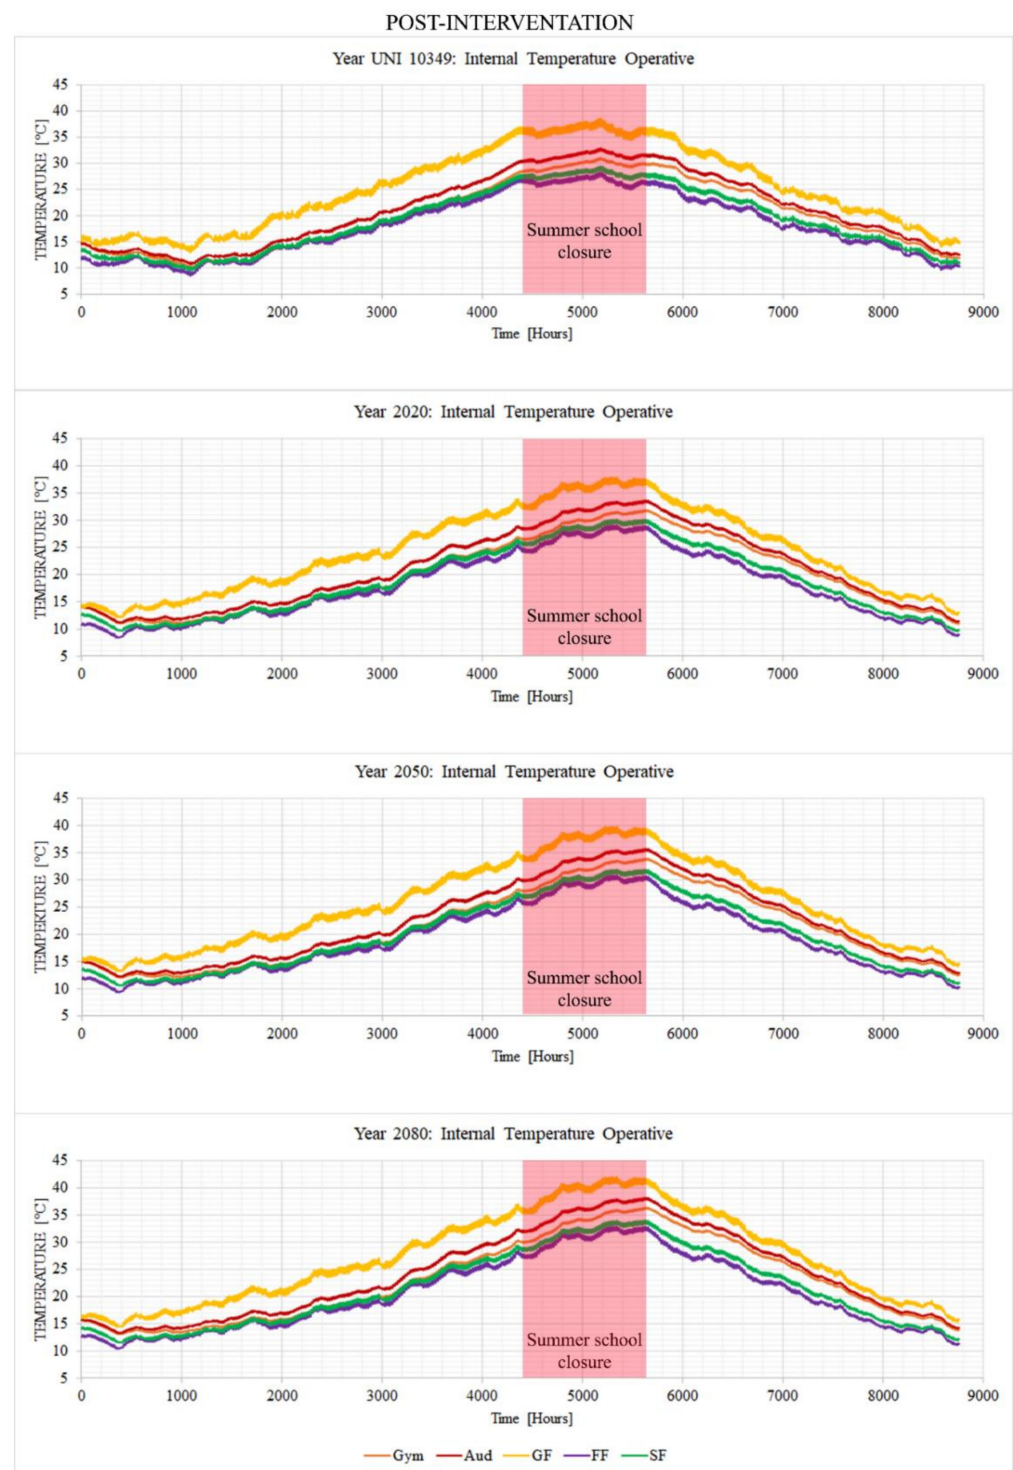 POST-INTERVENTATION
Year UNI 10349: Internal Temperature Operative
TEMPERATURE [°C]
45
40
35
30
25
20
15
10
5
Summer school
closure
0 1000 2000 3000 4000 5000 6000 7000 8000 9000
Time [Hours]
Year 2020: Internal Temperature Operative
TEMPERATURE [°C]
45
40
35
30
25
20
15
10
5
Summer school
closure
0 1000 2000 3000 4000 5000 6000 7000 8000 9000
Time [Hours]
Year 2050: Internal Temperature Operative
TEMPERKTURE [°C]
45
40
35
30
25
20
15
10
5
Summer school
closure
0 1000 2000 3000 4000 5000 6000 7000 8000 9000
Time [Hours]
Year 2080: Internal Temperature Operative
TEMPERATURE [°C]
45
40
35
30
25
20
15
10
5
Summer school
closure
0 1000 2000 3000 4000 5000 6000 7000 8000 9000
Time [Hours]
Gym Aud GF FF SF